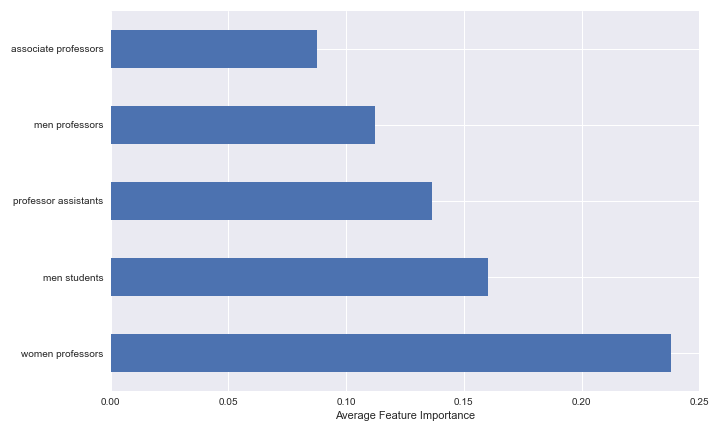 associate professors
men professors
professor assistants
men students
women professors
0.00 0.05 0.10 0.15 0.20 0.25
Average Feature Importance